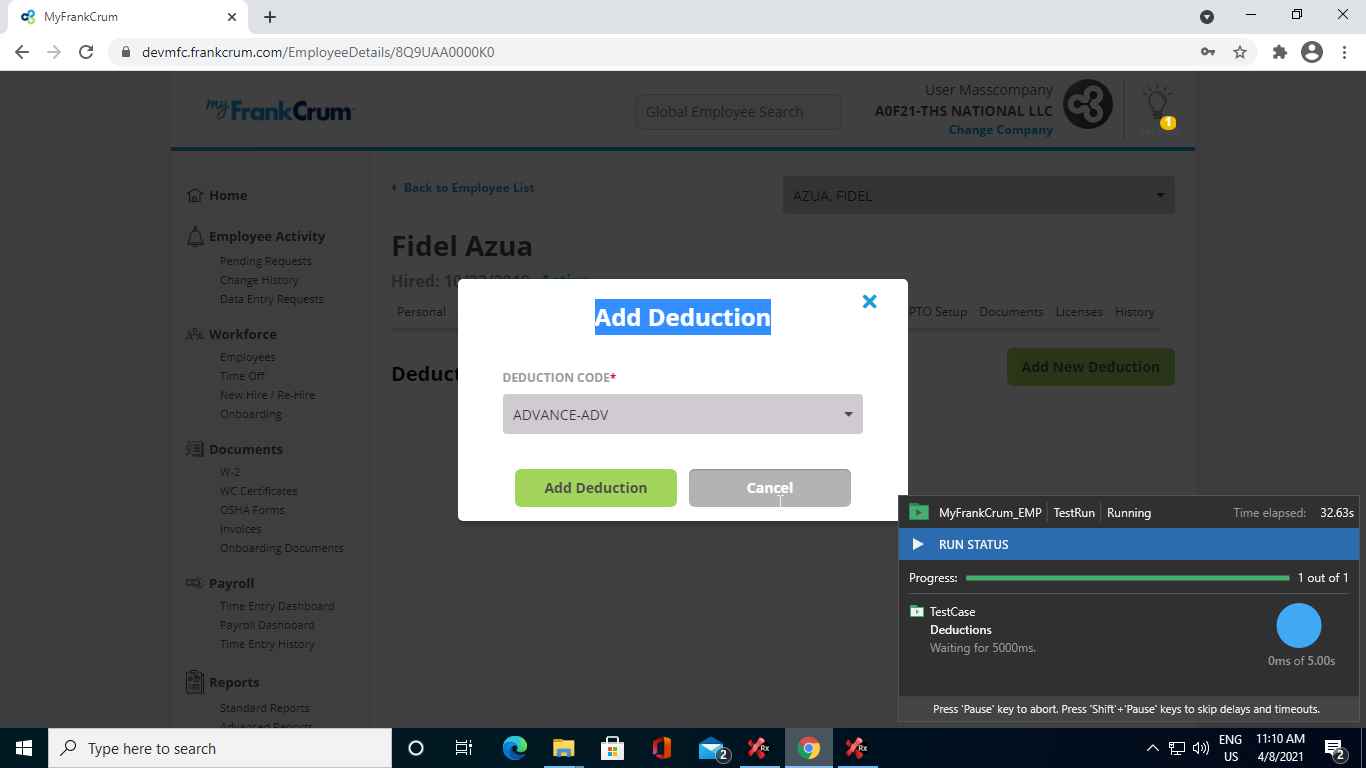 MyFrankCrum
devmfc.frankcrum.com/EmployeeDetails/8Q9UAA0000K0
myFrankCrum
Global Employee Search
User Masscompany
A0F21-THS NATIONAL LLC
Change Company
1
Home
Employee Activity
Pending Requests
Change History
Data Entry Requests
Workforce
Employees
Time Off
New Hire / Re-Hire
Onboarding
Documents
W-2
WC Certificates
OSHA Forms
Invoices
Onboarding Documents
Payroll
Time Entry Dashboard
Payroll Dashboard
Time Entry History
Reports
Standard Reports
Advanced Reports
Back to Employee List
AZUA, FIDEL
Fidel Azua
Hired:
Personal
PTO Setup Documents Licenses History
Add New Deduction
Add Deduction
DEDUCTION CODE*
ADVANCE-ADV
Add Deduction
Cancel
MyFrankCrum_EMP TestRun Running Time elapsed: 32.63s
RUN STATUS
Progress: 1 out of 1
TestCase
Deductions
Waiting for 5000ms.
0ms of 5.00s
Press 'Pause' key to abort. Press 'Shift'+'Pause' keys to skip delays and timeouts.
Type here to search
2
Rx
Rx
ENG
US
11:10 AM
4/8/2021
2